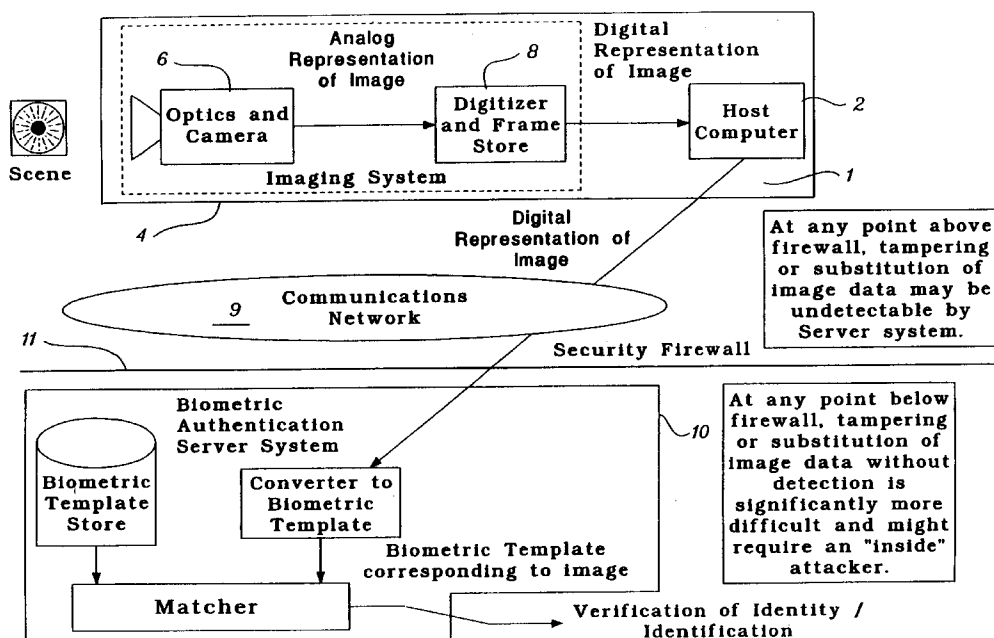 Scene
6
Optics and
Camera
Analog
Representation
of Image
8
Digitizer
and Frame
Store
Imaging System
4
Digital
Representation
of Image
Host
Computer
2
1
Digital
Representation of
Image
At any point above
firewall, tampering
or substitution of
image data may be
undetectable by
Server system.
9
Communications
Network
11
Security Firewall
Biometric
Authentication
Server System
10
Biometric
Template
Store
Converter to
Biometric
Template
Biometric Template
corresponding to image
Matcher
Verification of Identity /
Identification
At any point below
firewall, tampering
or substitution of
image data without
detection is
significantly more
difficult and might
require an "inside"
attacker.